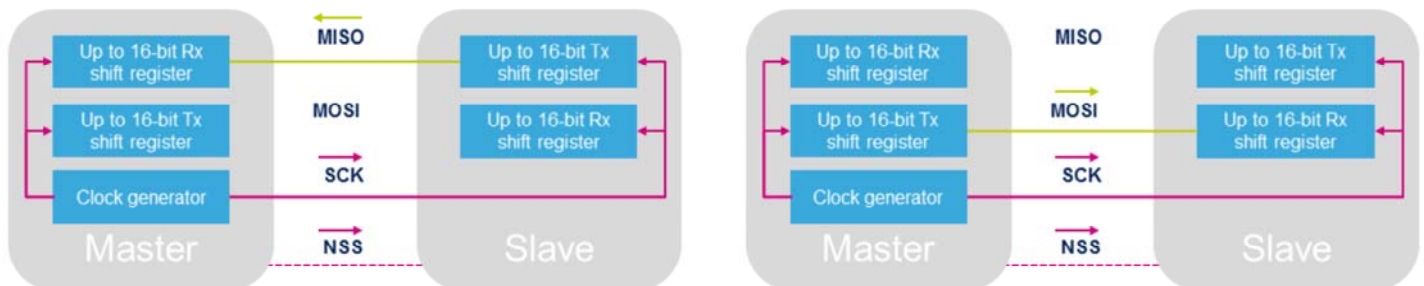 MISO
Up to 16-bit Rx
shift register
Up to 16-bit Tx
shift register
MOSI
Up to 16-bit Tx
shift register
Up to 16-bit Rx
shift register
SCK
Clock generator
Master
NSS
Slave
MISO
Up to 16-bit Rx
shift register
Up to 16-bit Tx
shift register
MOSI
Up to 16-bit Tx
shift register
Up to 16-bit Rx
shift register
SCK
Clock generator
Master
NSS
Slave